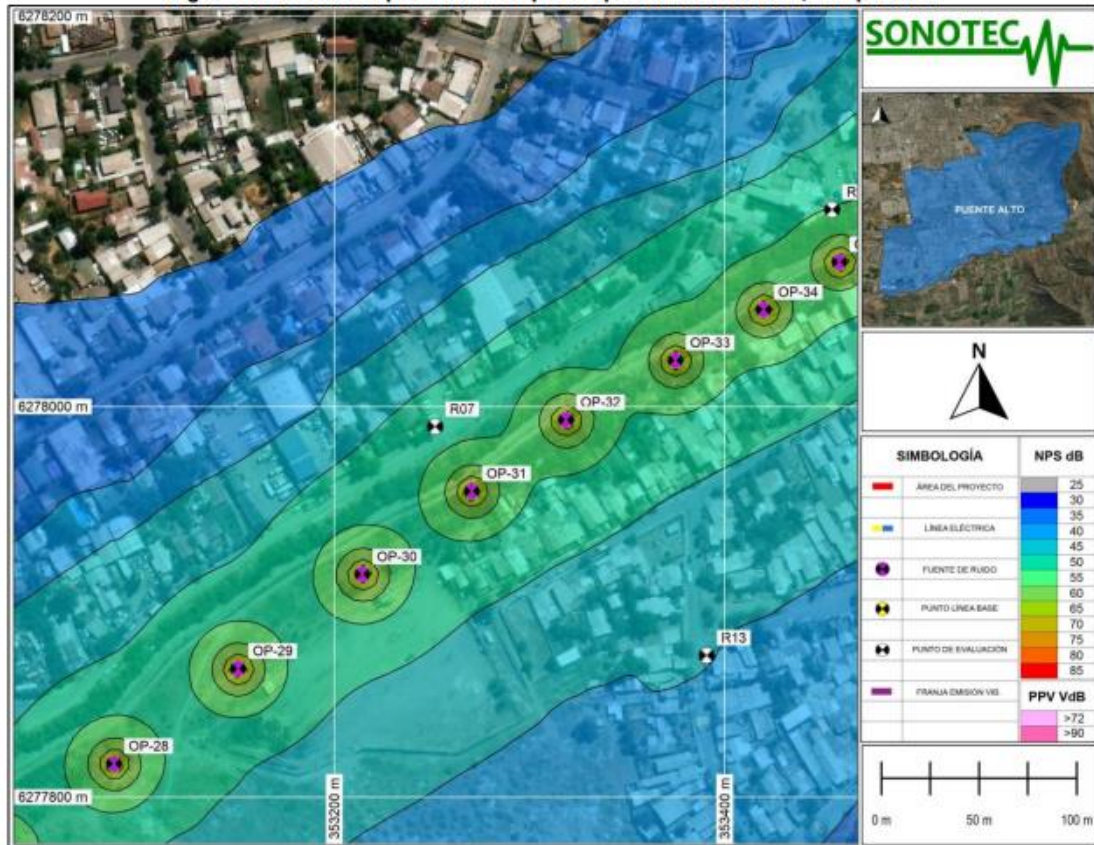 6278200 m
SONOTEC
PUENTE ALTO
R
OP-34
OP-33
N
6278000 m
R07
OP-32
OP-31
SIMBOLOGÍA
NPS dB
ÁREA DEL PROYECTO
LÍNEA ELÉCTRICA
FUENTE DE RUIDO
PUNTO LÍNEA BASE
PUNTO DE EVALUACIÓN
FRANJA EMISION VIB.
25
30
35
40
45
50
55
60
65
70
75
80
85
PPV VdB
>72
>90
OP-30
R13
OP-29
OP-28
6277800 m
353200 m
353400 m
0 m
50 m
100 m